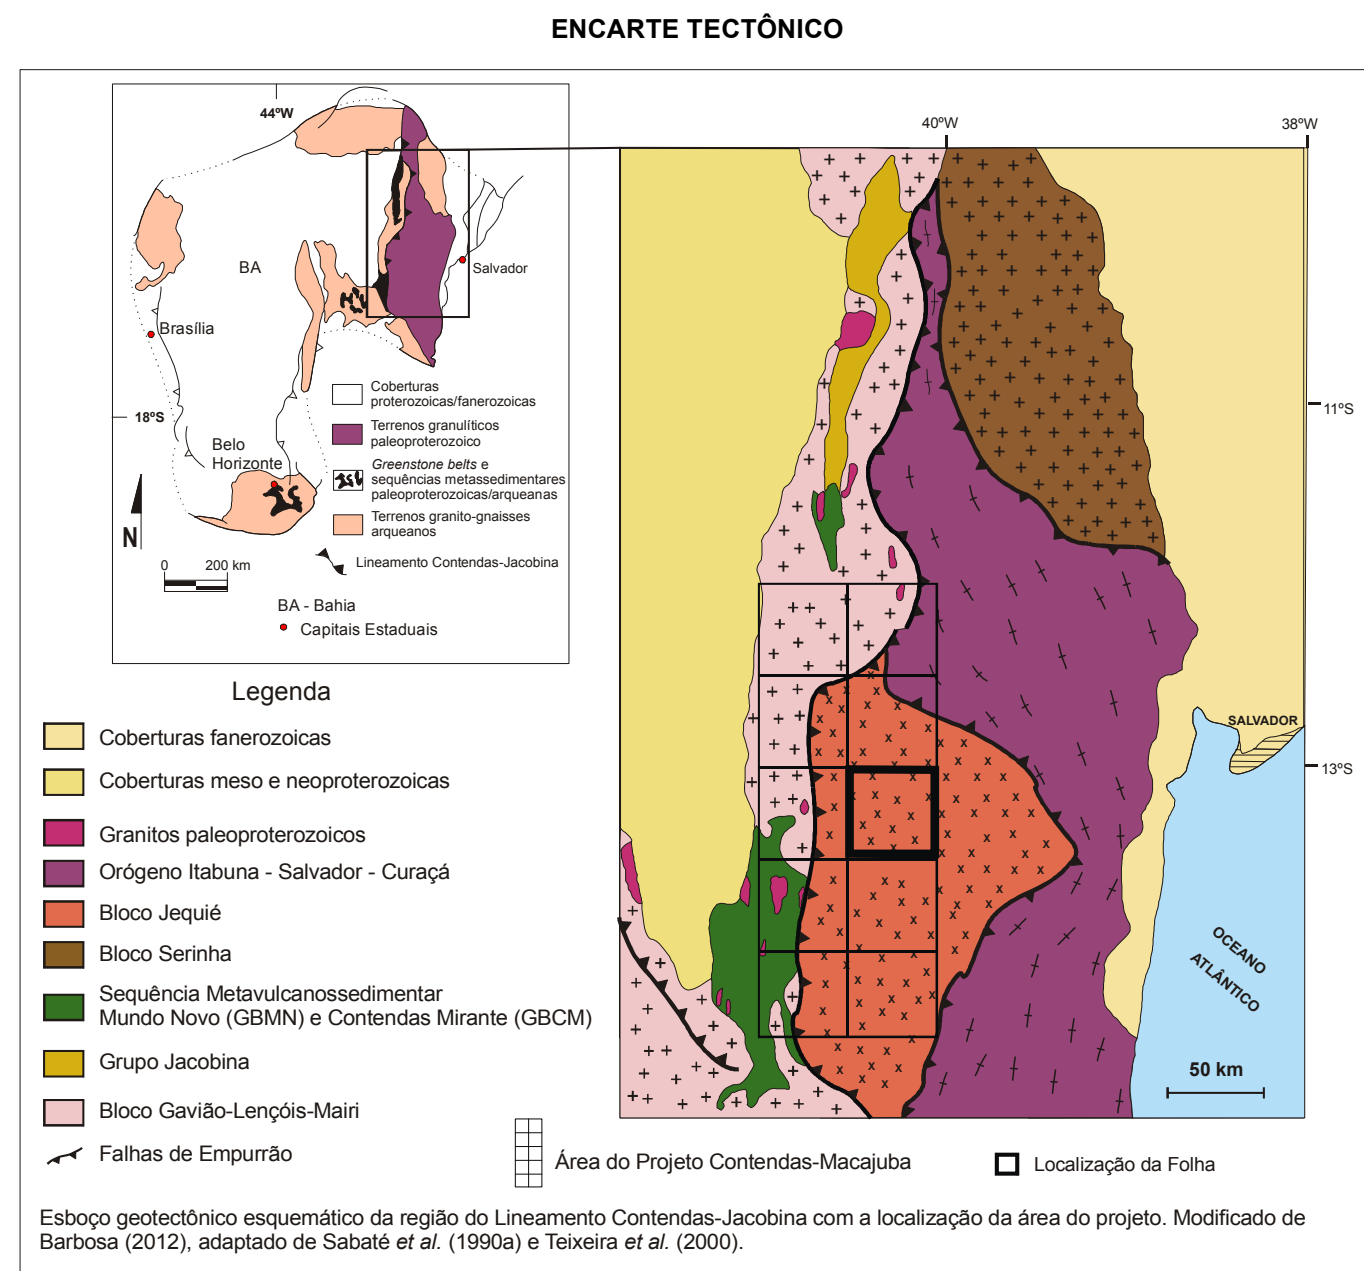 ENCARTE TECTÔNICO
44ºW
BA
Salvador
Brasília
18ºS
Belo
Horizonte
N
0 200 km
Coberturas
proterozoicas/fanerozoicas
Terrenos granulíticos
paleoproterozoico
Greenstone belts e
sequências metassedimentares
paleoproterozoicas/arqueanas
Terrenos granito-gnaisses
arqueanos
Lineamento Contendas-Jacobina
BA - Bahia
Capitais Estaduais
40ºW
38ºW
11ºS
SALVADOR
13ºS
OCEANO
ATLÂNTICO
50 km
Legenda
Coberturas fanerozoicas
Coberturas meso e neoproterozoicas
Granitos paleoproterozoicos
Orógeno Itabuna - Salvador - Curaçá
Bloco Jequié
Bloco Serinha
Sequência Metavulcanossedimentar
Mundo Novo (GBMN) e Contendas Mirante (GBCM)
Grupo Jacobina
Bloco Gavião-Lençóis-Mairi
Falhas de Empurrão
Área do Projeto Contendas-Macajuba
Localização da Folha
Esboço geotectônico esquemático da região do Lineamento Contendas-Jacobina com a localização da área do projeto. Modificado de
Barbosa (2012), adaptado de Sabaté et al. (1990a) e Teixeira et al. (2000).